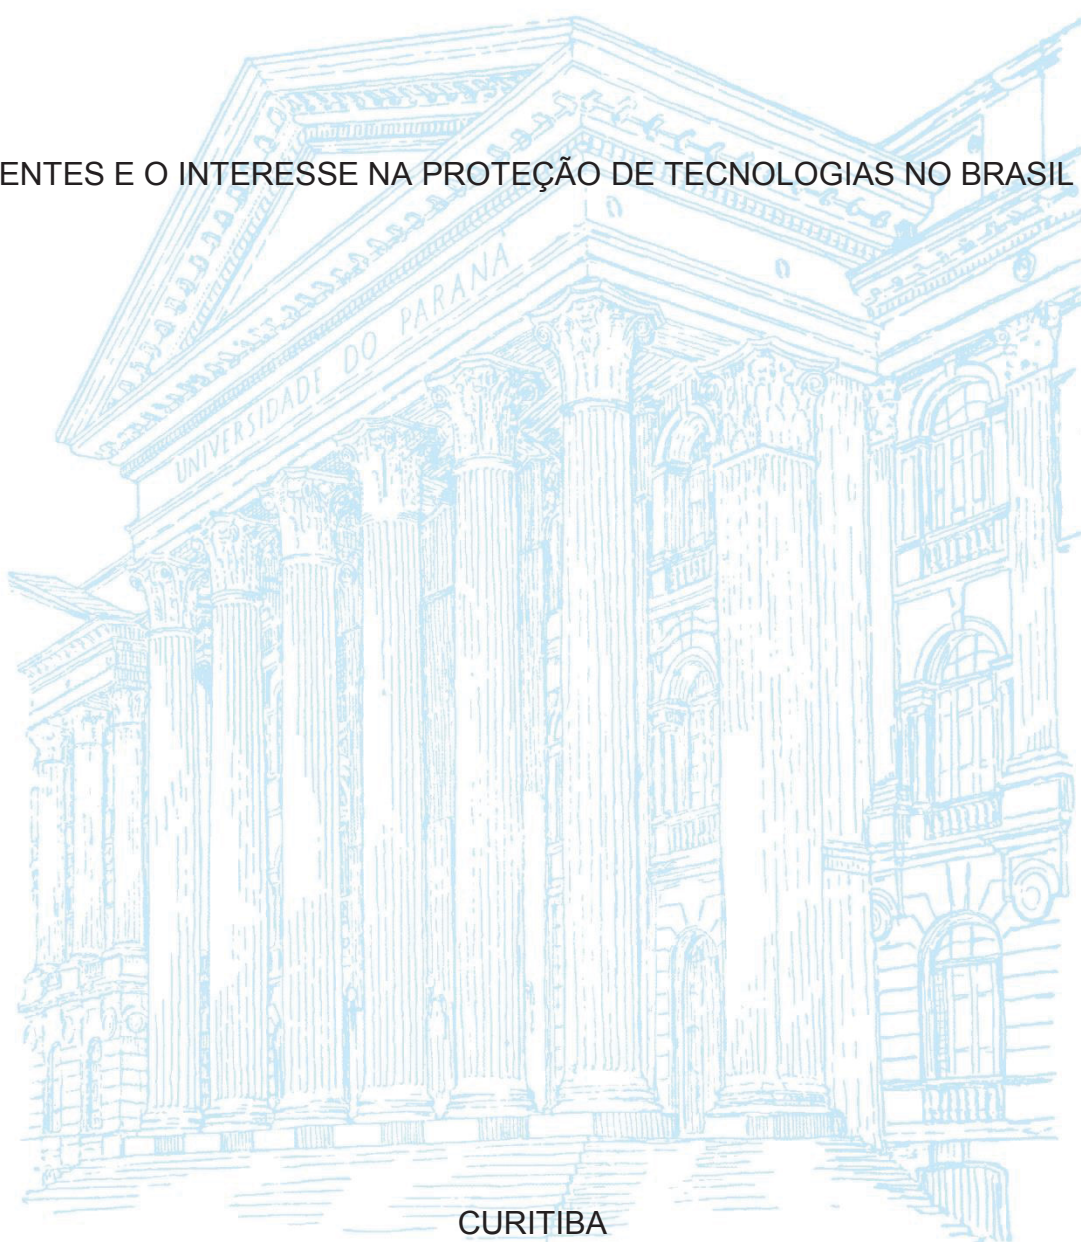 ENTES E O INTERESSE NA PROTEÇÃO DE TECNOLOGIAS NO BRASIL
UNIVERSIDADE DO PARANÁ
CURITIBA